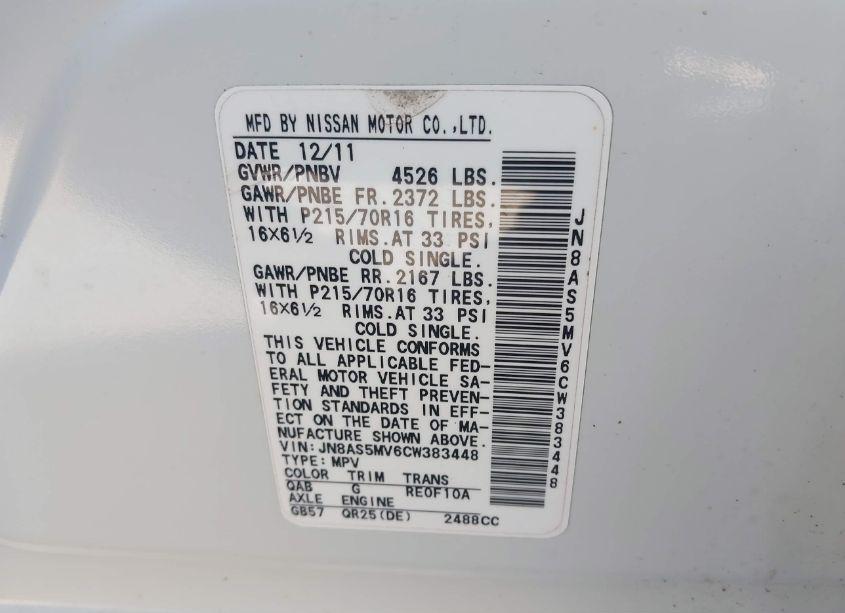 MFD BY NISSAN MOTOR CO.,LTD.
DATE 12/11
GVWR/PNBV 4526 LBS.
GAWR/PNBE FR. 2372 LBS.
WITH P215/70R16 TIRES,
16X6½ RIMS.AT 33 PSI
COLD SINGLE.
GAWR/PNBE RR. 2167 LBS.
WITH P215/70R16 TIRES,
16X6½ RIMS.AT 33 PSI
COLD SINGLE.
THIS VEHICLE CONFORMS
TO ALL APPLICABLE FED-
ERAL MOTOR VEHICLE SA-
FETY AND THEFT PREVEN-
TION STANDARDS IN EFF-
ECT ON THE DATE OF MA-
NUFACTURE SHOWN ABOVE.
VIN: JN8AS5MV6CW383448
TYPE: MPV
COLOR TRIM TRANS
QAB G RE0F10A
AXLE ENGINE
GB57 QR25(DE) 2488CC
JN8AS5MV6CW383448